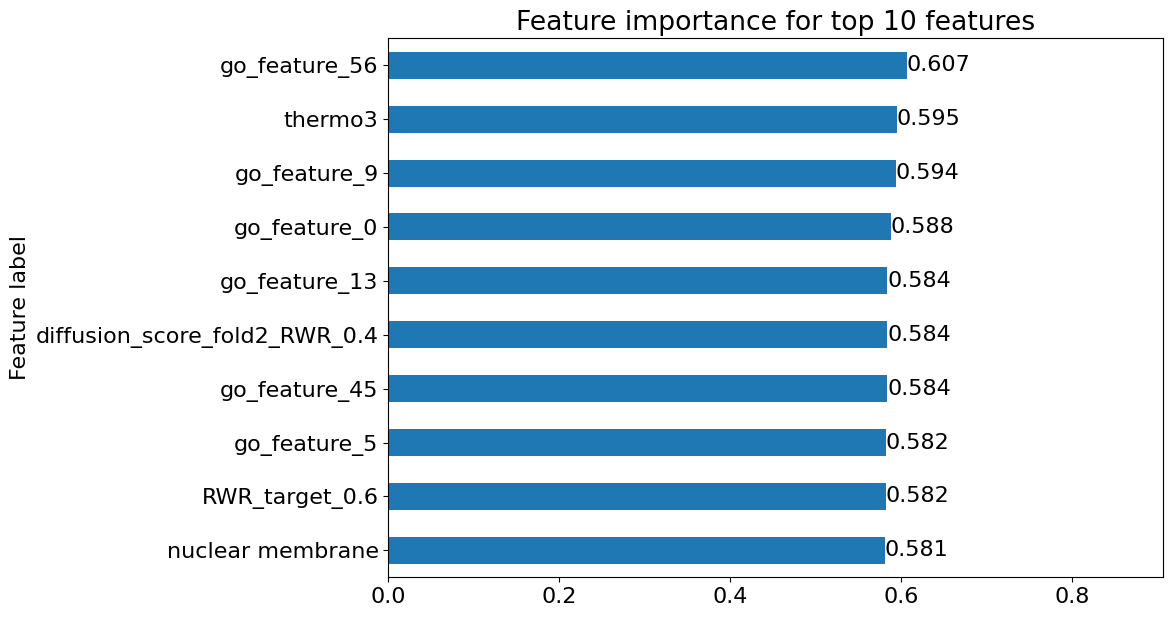 Feature importance for top 10 features
Feature label
go_feature_56
0.607
thermo3
0.595
go_feature_9
0.594
go_feature_0
0.588
go_feature_13
0.584
diffusion_score_fold2_RWR_0.4
0.584
go_feature_45
0.584
go_feature_5
0.582
RWR_target_0.6
0.582
nuclear membrane
0.581
0.0 0.2 0.4 0.6 0.8